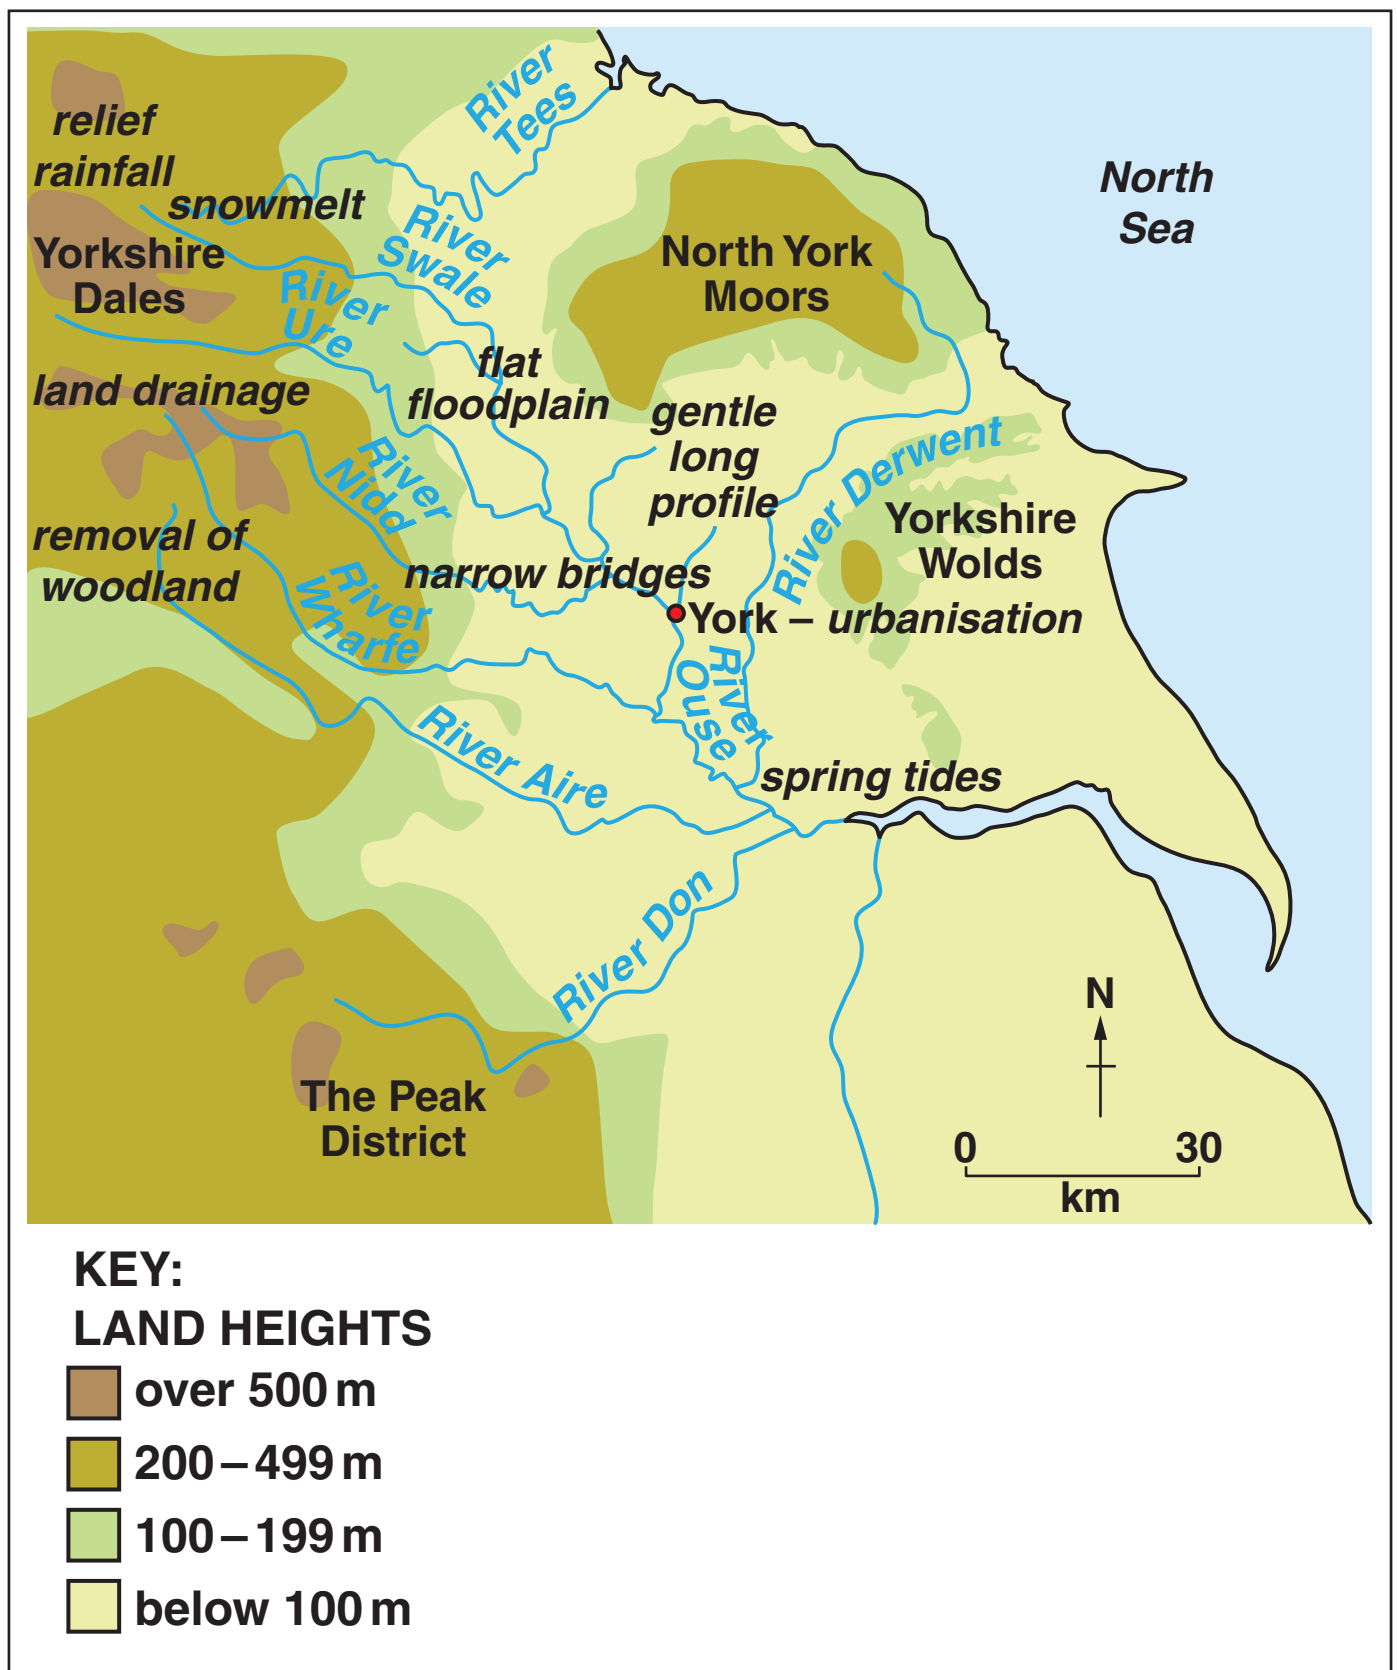 River
Tees
relief
rainfall
snowmelt
North
Sea
River
Swale
Yorkshire
Dales
North York
Moors
River
Ure
flat
floodplain
land drainage
gentle
long
profile
River Derwent
River
Nidd
Yorkshire
Wolds
removal of
woodland
narrow bridges
River
Wharfe
York – urbanisation
River
Ouse
River Aire
spring tides
River Don
N
The Peak
District
0 30
km
KEY:
LAND HEIGHTS
over 500 m
200 – 499 m
100 – 199 m
below 100 m